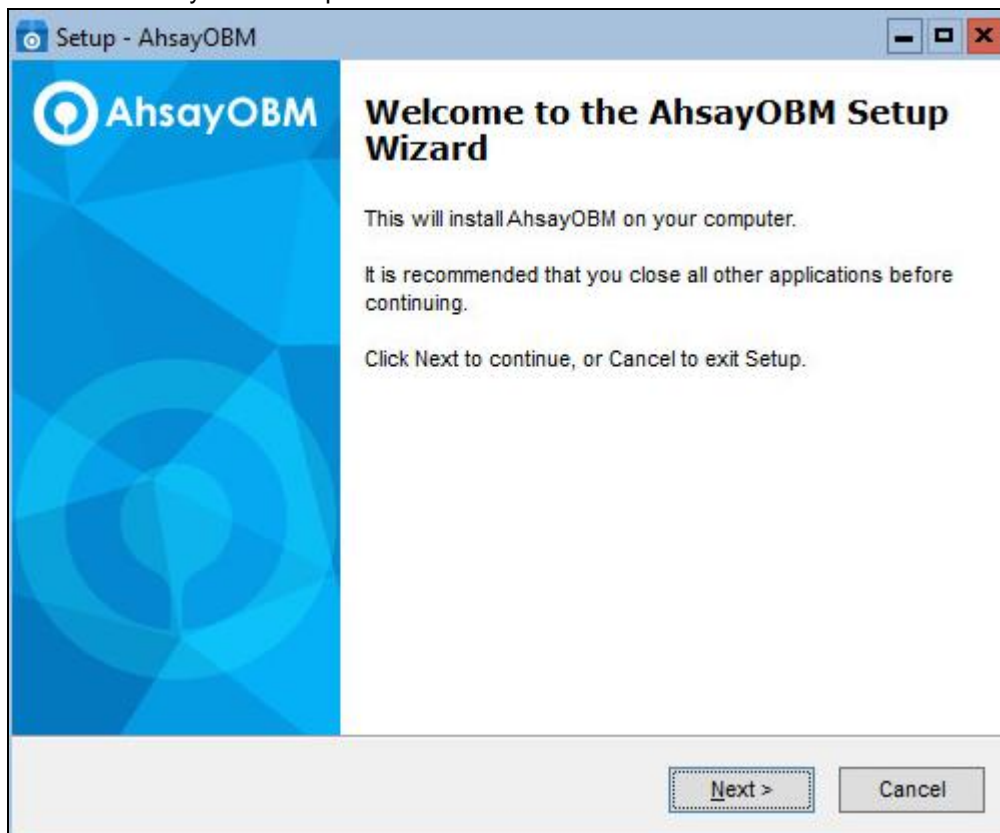 Setup - AhsayOBM
AhsayOBM
Welcome to the AhsayOBM Setup
Wizard
This will install AhsayOBM on your computer.
It is recommended that you close all other applications before
continuing.
Click Next to continue, or Cancel to exit Setup.
Next >
Cancel